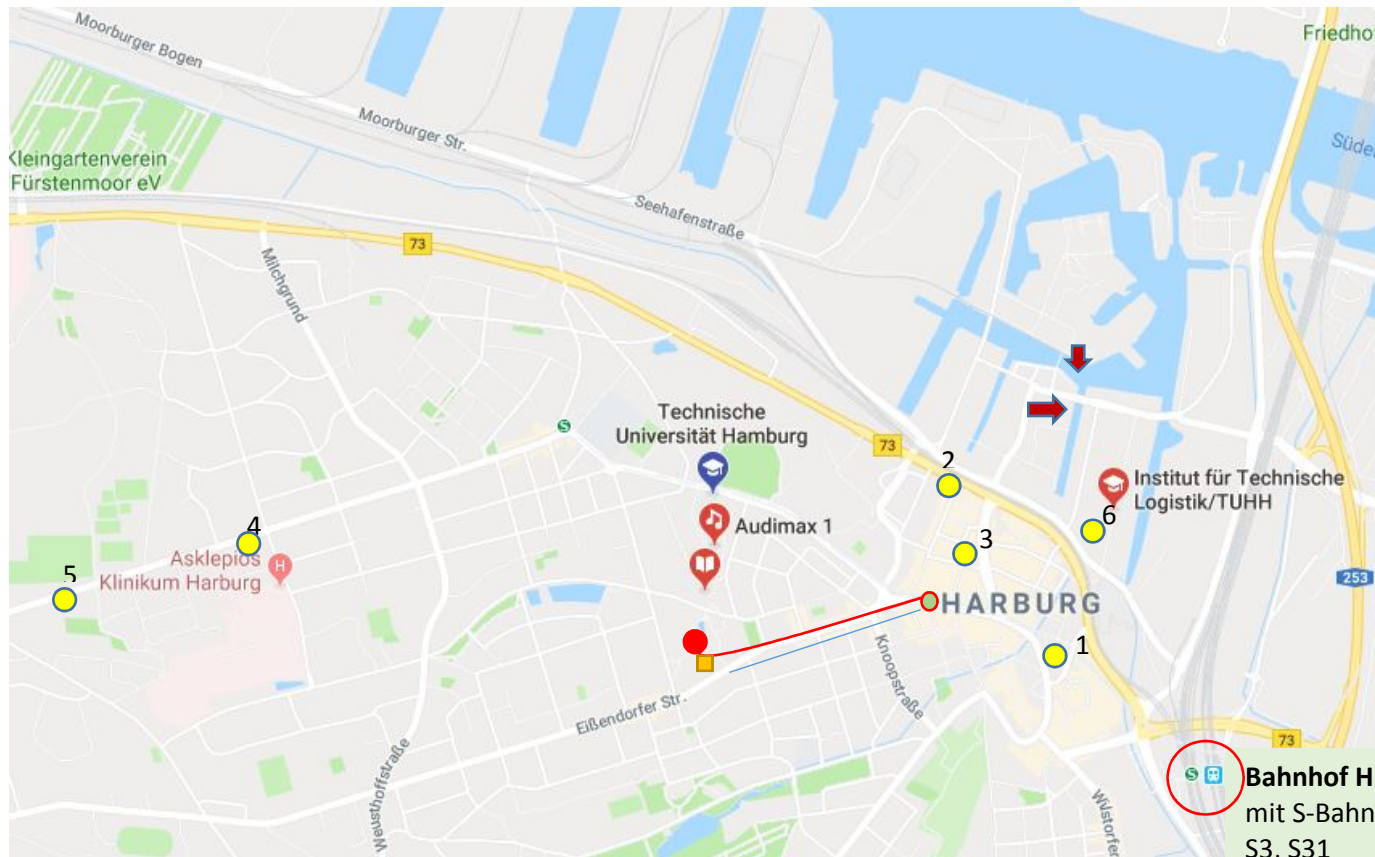 Moorburger Bogen
Friedho
Moorburger Str.
Kleingartenverein
Fürstenmoor eV
Süde
Seehafenstraße
73
Milchgrund
Technische
Universität Hamburg
73
2
Institut für Technische
Logistik/TUHH
S
Audimax 1
6
4
3
Asklepios
Klinikum Harburg
H
5
253
HARBURG
1
Knoopstraße
Eißendorfer Str.
73
Weusthoffstraße
Wilstorfer
S
Bahnhof H
mit S-Bahn
S3, S31